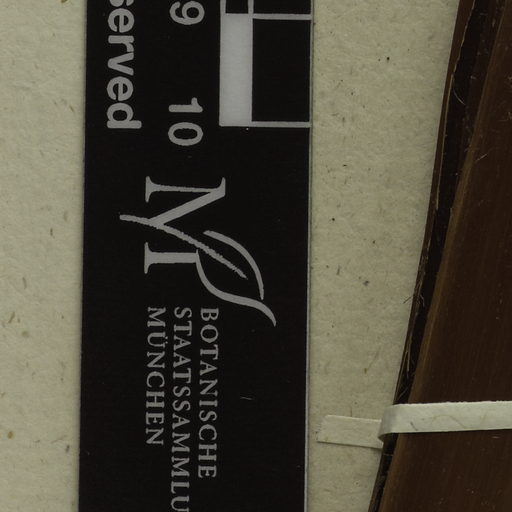 served
9 10
M
BOTANISCHE
STAATSSAMMLU
MÜNCHEN